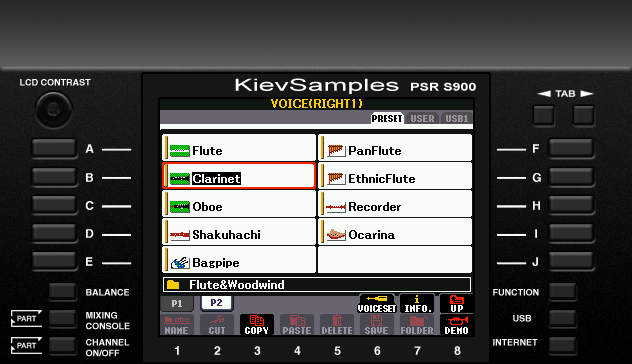 LCD CONTRAST
KievSamples PSR S900
TAB
VOICE(RIGHT1)
PRESET USER USB1
A Flute PanFlute F
B Clarinet EthnicFlute G
C Oboe Recorder H
D Shakuhachi Ocarina I
E Bagpipe J
Flute&Woodwind
BALANCE P1 P2 VOICESET INFO. UP FUNCTION
PART MIXING CONSOLE USB
NAME CUT COPY PASTE DELETE SAVE FOLDER DEMO
PART CHANNEL ON/OFF INTERNET
1 2 3 4 5 6 7 8